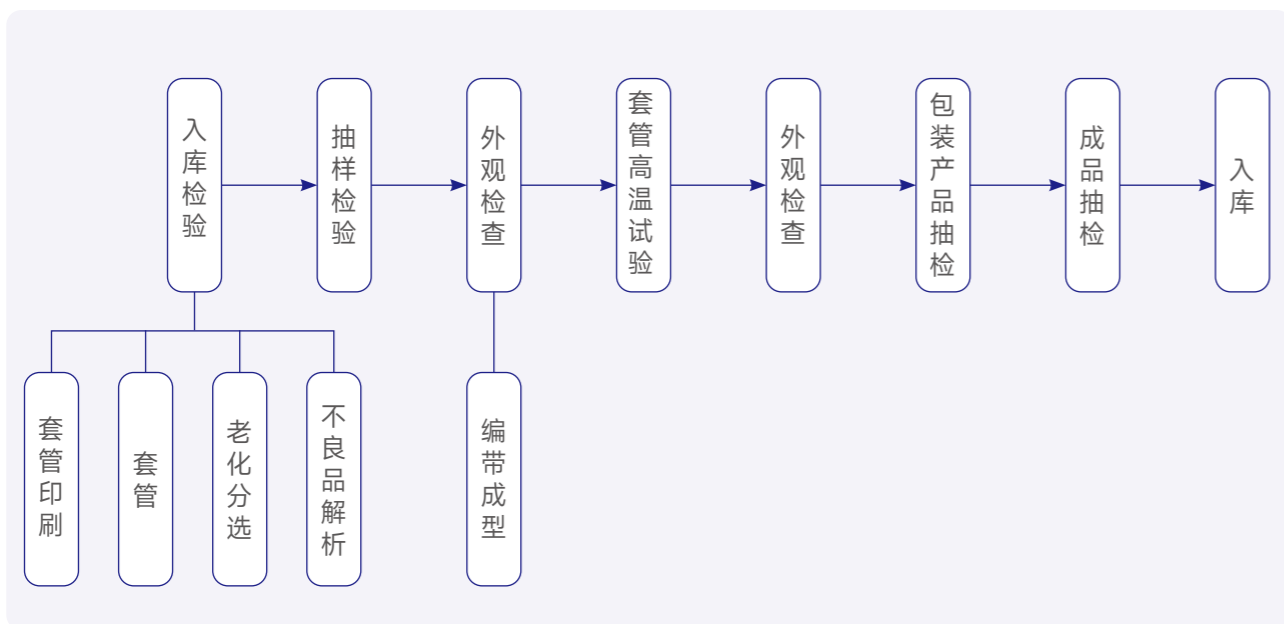 入库检验
抽样检验
外观检查
套管高温试验
外观检查
包装产品抽检
成品抽检
入库
套管印刷
套管
老化分选
不良品解析
编带成型